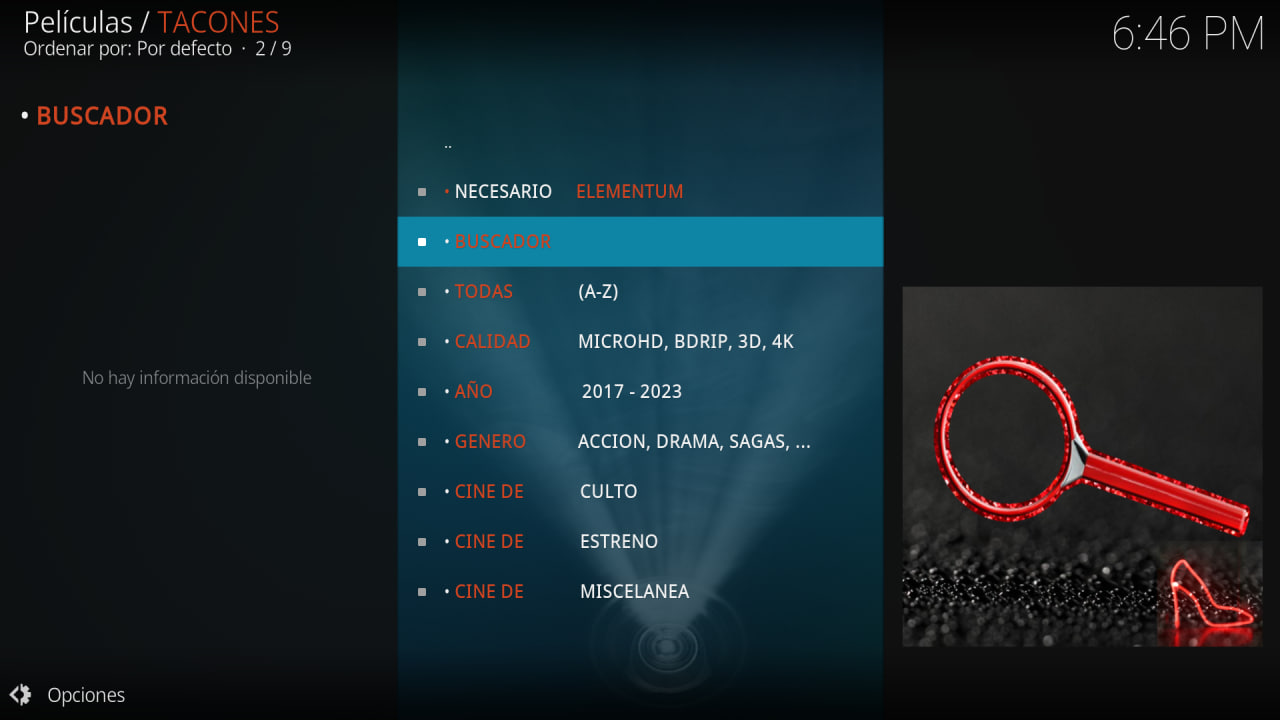 Películas / TACONES
Ordenar por: Por defecto · 2 / 9
6:46 PM
• BUSCADOR
No hay información disponible
..
• NECESARIO ELEMENTUM
• BUSCADOR
• TODAS (A-Z)
• CALIDAD MICROHD, BDRIP, 3D, 4K
• AÑO 2017 - 2023
• GENERO ACCION, DRAMA, SAGAS, ...
• CINE DE CULTO
• CINE DE ESTRENO
• CINE DE MISCELANEA
Opciones